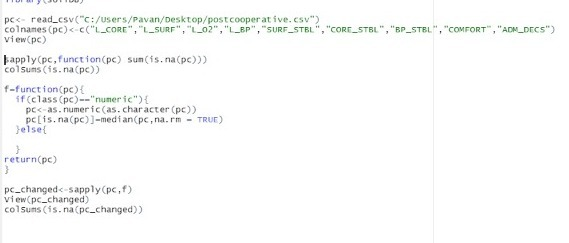 pc<- read_csv("C:/Users/Pavan/Desktop/postcooperative.csv")
colnames(pc)<-c("L_CORE","L_SURF","L_O2","L_BP","SURF_STBL","CORE_STBL","BP_STBL","COMFORT","ADM_DECS")
View(pc)
sapply(pc,function(pc) sum(is.na(pc)))
colSums(is.na(pc))
f=function(pc){
if(class(pc)=="numeric"){
pc<-as.numeric(as.character(pc))
pc[is.na(pc)]=median(pc,na.rm = TRUE)
}else{
}
return(pc)
}
pc_changed<-sapply(pc,f)
View(pc_changed)
colSums(is.na(pc_changed))